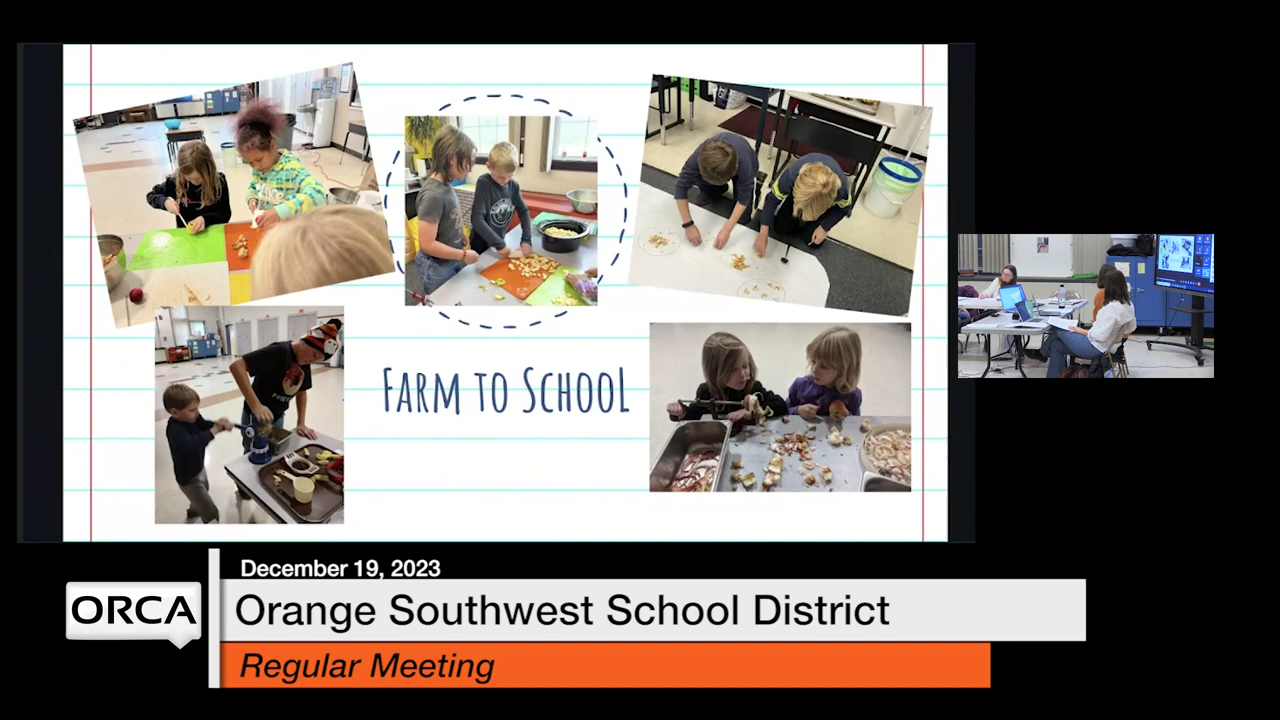 FARM TO SCHOOL
December 19, 2023
ORCA
Orange Southwest School District
Regular Meeting